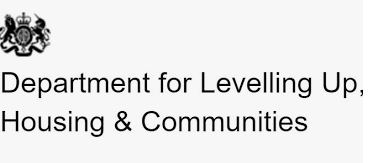 Department for Levelling Up,
Housing & Communities